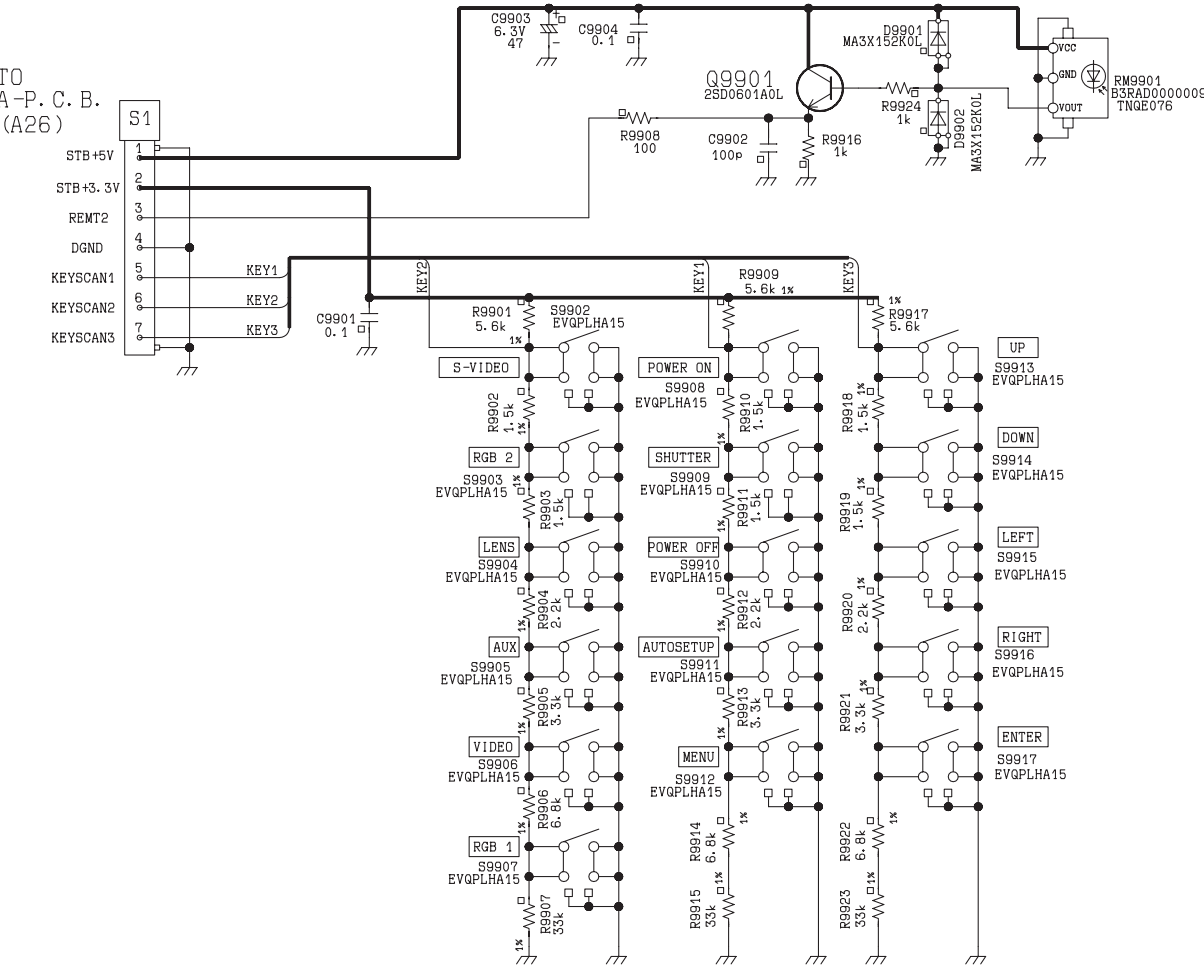 TO
A-P.C.B.
(A26)
S1
STB+5V
1
STB+3.3V
2
REMT2
3
DGND
4
KEYSCAN1
5
KEY1
KEYSCAN2
6
KEY2
KEYSCAN3
7
KEY3
C9903
6.3V
47
+
-
C9904
0.1
Q9901
2SD0601A0L
D9901
MA3X152K0L
R9924
1k
D9902
MA3X152K0L
VCC
GND
VOUT
RM9901
B3RAD0000009
TNQE076
R9908
100
C9902
100p
R9916
1k
C9901
0.1
KEY2
KEY1
KEY3
R9901
5.6k
1%
S9902
EVQPLHA15
S-VIDEO
R9902
1.5k
1%
RGB 2
S9903
EVQPLHA15
1%
R9903
1.5k
LENS
S9904
EVQPLHA15
R9904
2.2k
1%
AUX
S9905
EVQPLHA15
R9905
3.3k
1%
VIDEO
S9906
EVQPLHA15
R9906
6.8k
1%
RGB 1
S9907
EVQPLHA15
R9907
33k
1%
R9909
5.6k 1%
POWER ON
S9908
EVQPLHA15
R9910
1.5k
1%
SHUTTER
S9909
EVQPLHA15
R9911
1.5k
1%
POWER OFF
S9910
EVQPLHA15
R9912
2.2k
1%
AUTOSETUP
S9911
EVQPLHA15
R9913
3.3k
1%
MENU
S9912
EVQPLHA15
R9914
6.8k
1%
R9915
33k
1%
1%
R9917
5.6k
UP
S9913
EVQPLHA15
R9918
1.5k
1%
DOWN
S9914
EVQPLHA15
R9919
1.5k
1%
LEFT
S9915
EVQPLHA15
R9920
2.2k
1%
RIGHT
S9916
EVQPLHA15
R9921
3.3k
1%
ENTER
S9917
EVQPLHA15
R9922
6.8k
1%
R9923
33k
1%